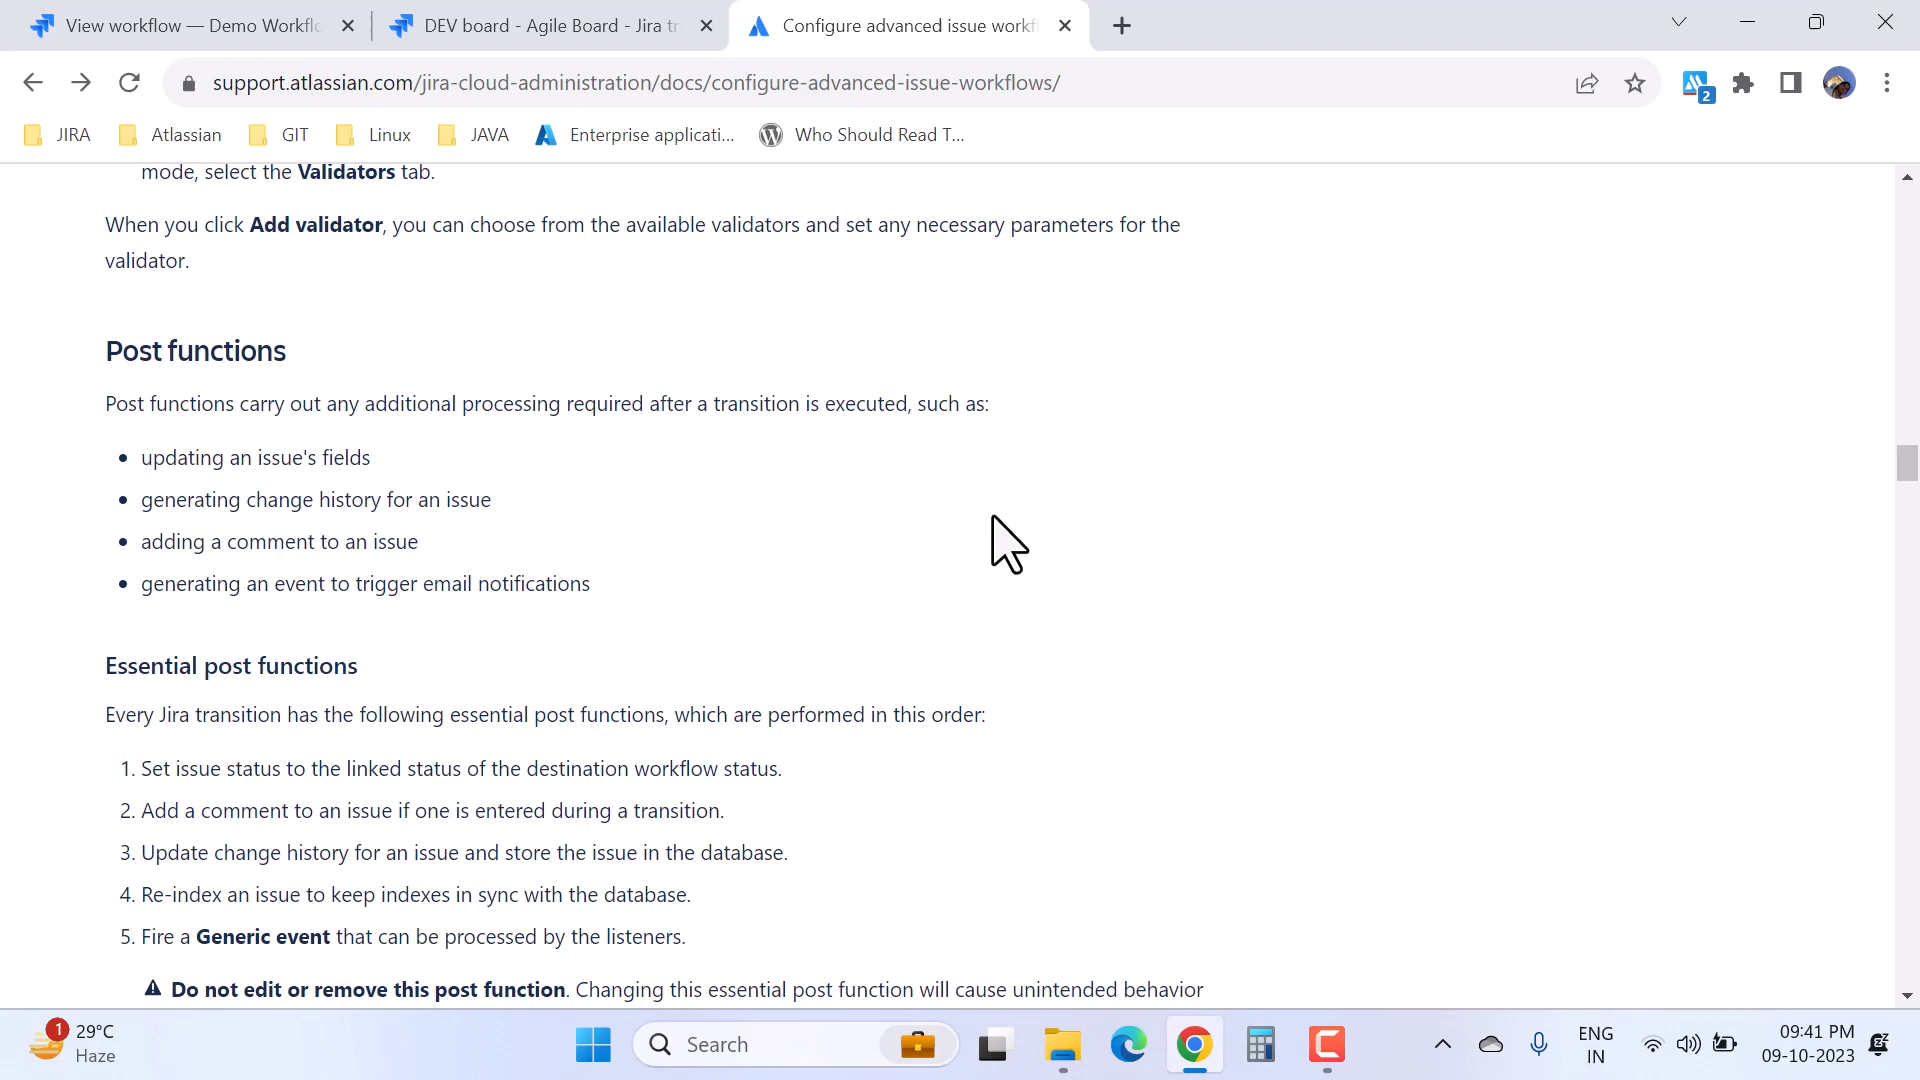 View workflow — Demo Workflo
DEV board - Agile Board - Jira tr
Configure advanced issue workfl
support.atlassian.com/jira-cloud-administration/docs/configure-advanced-issue-workflows/
2
JIRA
Atlassian
GIT
Linux
JAVA
Enterprise applicati...
Who Should Read T...
mode, select the Validators tab.
When you click Add validator, you can choose from the available validators and set any necessary parameters for the
validator.
Post functions
Post functions carry out any additional processing required after a transition is executed, such as:
• updating an issue's fields
• generating change history for an issue
• adding a comment to an issue
• generating an event to trigger email notifications
Essential post functions
Every Jira transition has the following essential post functions, which are performed in this order:
1. Set issue status to the linked status of the destination workflow status.
2. Add a comment to an issue if one is entered during a transition.
3. Update change history for an issue and store the issue in the database.
4. Re-index an issue to keep indexes in sync with the database.
5. Fire a Generic event that can be processed by the listeners.
Do not edit or remove this post function. Changing this essential post function will cause unintended behavior
1
29°C
Haze
Search
ENG
IN
09:41 PM
09-10-2023